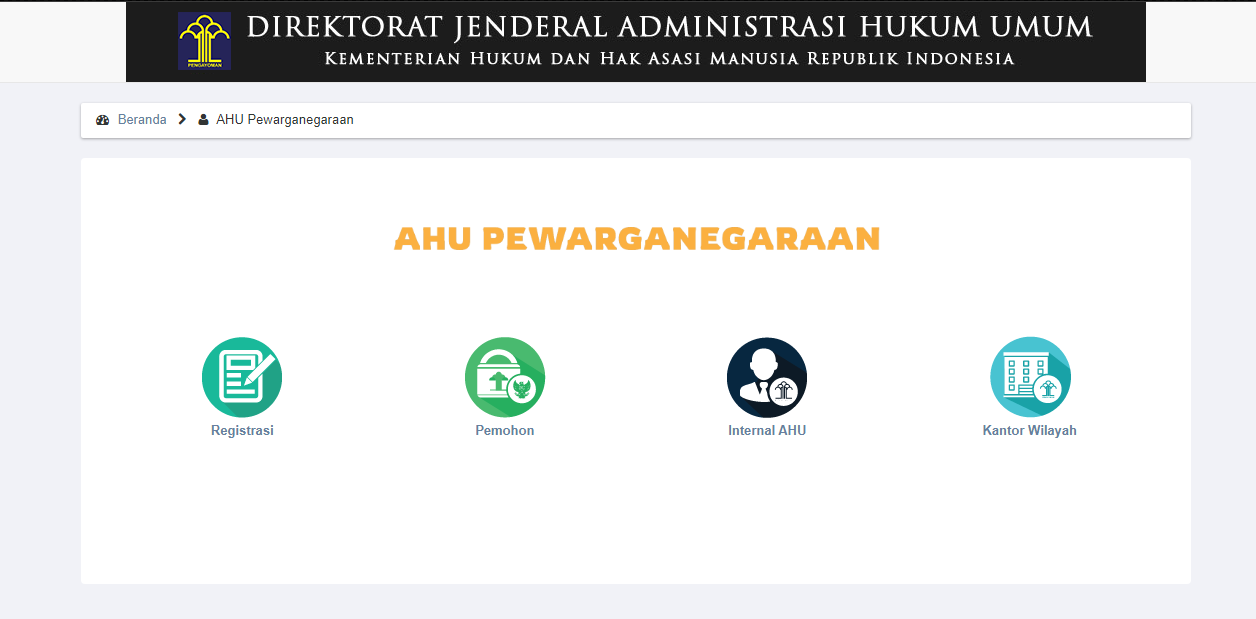 DIREKTORAT JENDERAL ADMINISTRASI HUKUM UMUM
KEMENTERIAN HUKUM DAN HAK ASASI MANUSIA REPUBLIK INDONESIA
PENGAYOMAN
Beranda AHU Pewarganegaraan
AHU PEWARGANEGARAAN
Registrasi Pemohon Internal AHU Kantor Wilayah